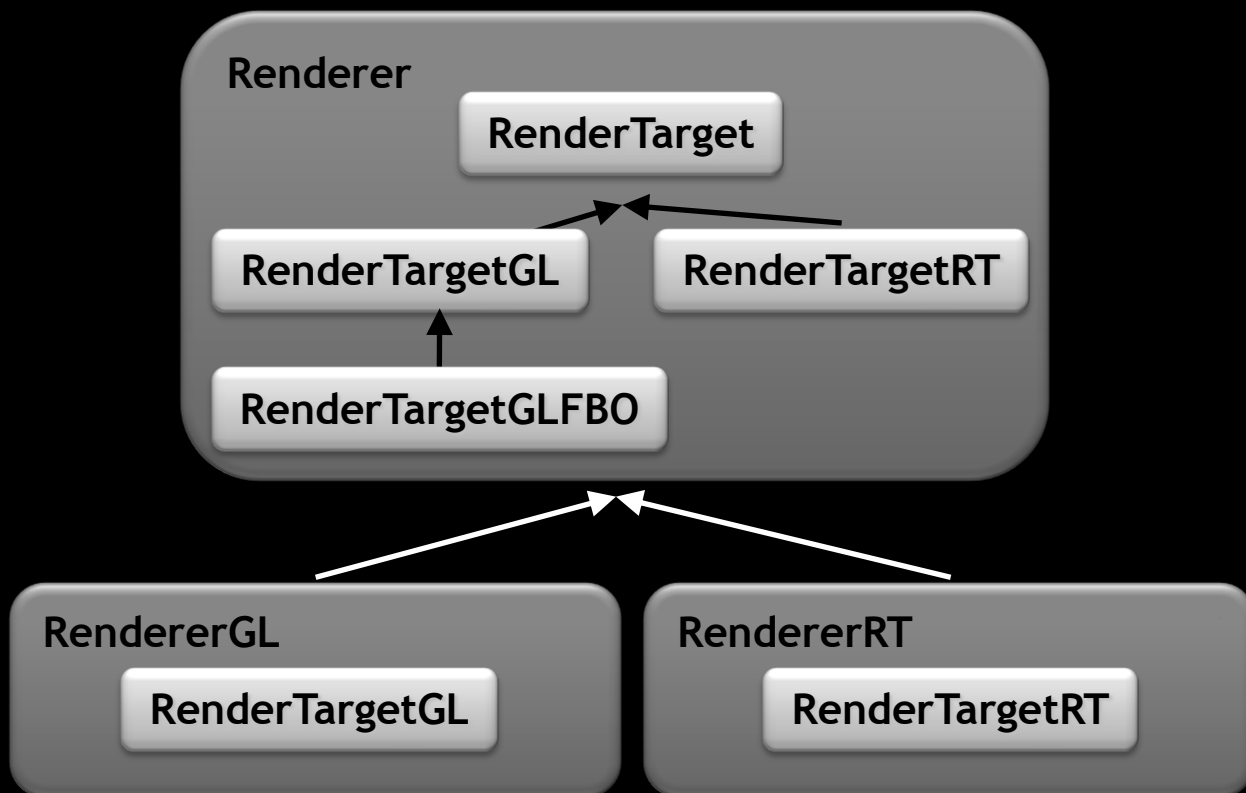 Renderer
RenderTarget
RenderTargetGL
RenderTargetRT
RenderTargetGLFBO
RendererGL
RenderTargetGL
RendererRT
RenderTargetRT